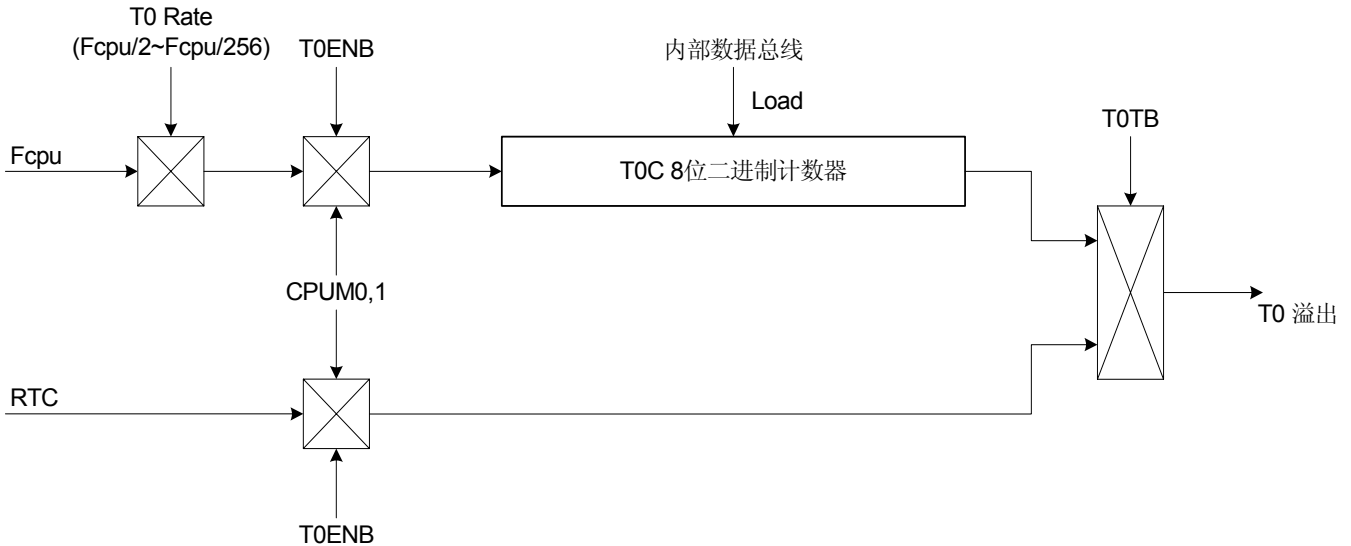 T0 Rate
(Fcpu/2~Fcpu/256)
T0ENB
内部数据总线
Load
T0TB
Fcpu
T0C 8位二进制计数器
CPUM0,1
T0 溢出
RTC
T0ENB